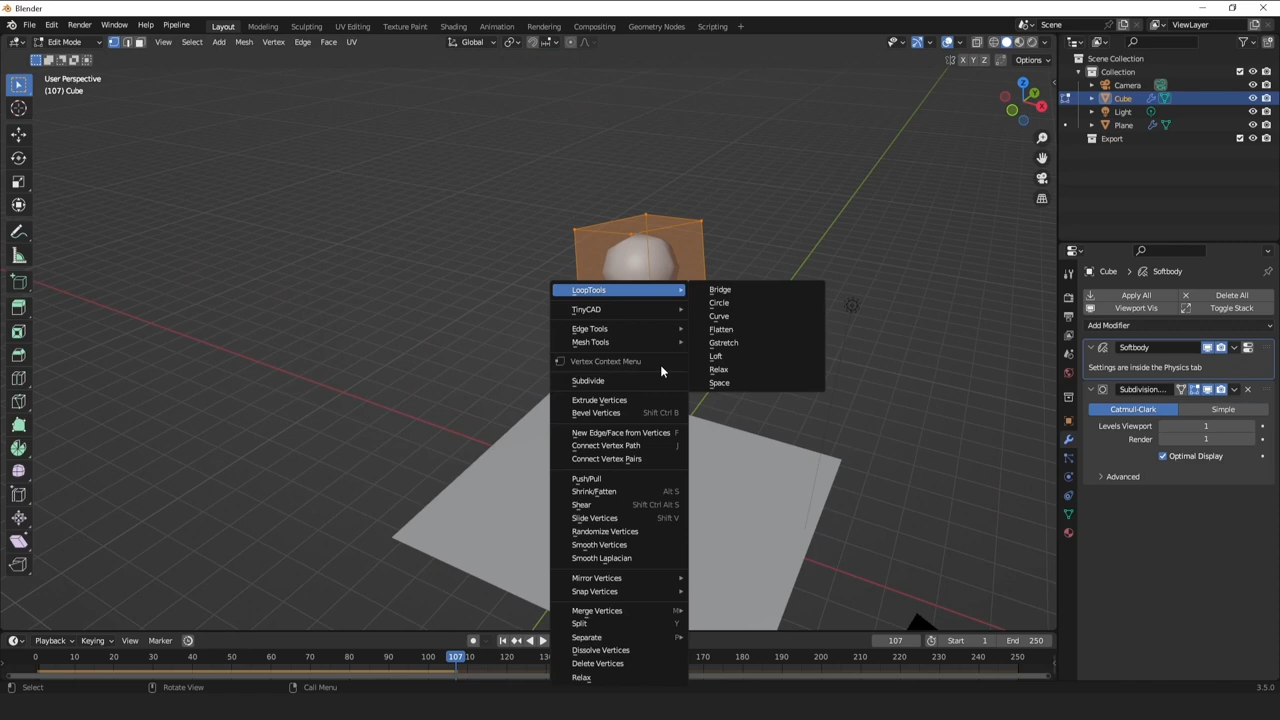 Blender
File Edit Render Window Help Pipeline Layout Modeling Sculpting UV Editing Texture Paint Shading Animation Rendering Compositing Geometry Nodes Scripting + Scene ViewLayer
Edit Mode View Select Add Mesh Vertex Edge Face UV Global
X Y Z Options
User Perspective
(107) Cube
Scene Collection
Collection
Camera
Cube
Light
Plane
Export
LoopTools
TinyCAD
Edge Tools
Mesh Tools
Vertex Context Menu
Subdivide
Extrude Vertices
Bevel Vertices Shift Ctrl B
New Edge/Face from Vertices F
Connect Vertex Path J
Connect Vertex Pairs
Push/Pull
Shrink/Fatten Alt S
Shear Shift Ctrl Alt S
Slide Vertices Shift V
Randomize Vertices
Smooth Vertices
Smooth Laplacian
Mirror Vertices
Snap Vertices
Merge Vertices M
Split Y
Separate P
Dissolve Vertices
Delete Vertices
Relax
Bridge
Circle
Curve
Flatten
Gstretch
Loft
Relax
Space
Z
Y
X
Cube Softbody
Apply All Delete All
Viewport Vis Toggle Stack
Add Modifier
Softbody
Settings are inside the Physics tab
Subdivision....
Catmull-Clark Simple
Levels Viewport 1
Render 1
Optimal Display
Advanced
Playback Keying View Marker 107 Start 1 End 250
0 10 20 30 40 50 60 70 80 90 100 107 120 130 170 180 190 200 210 220 230 240 250
Select Rotate View Call Menu 3.5.0